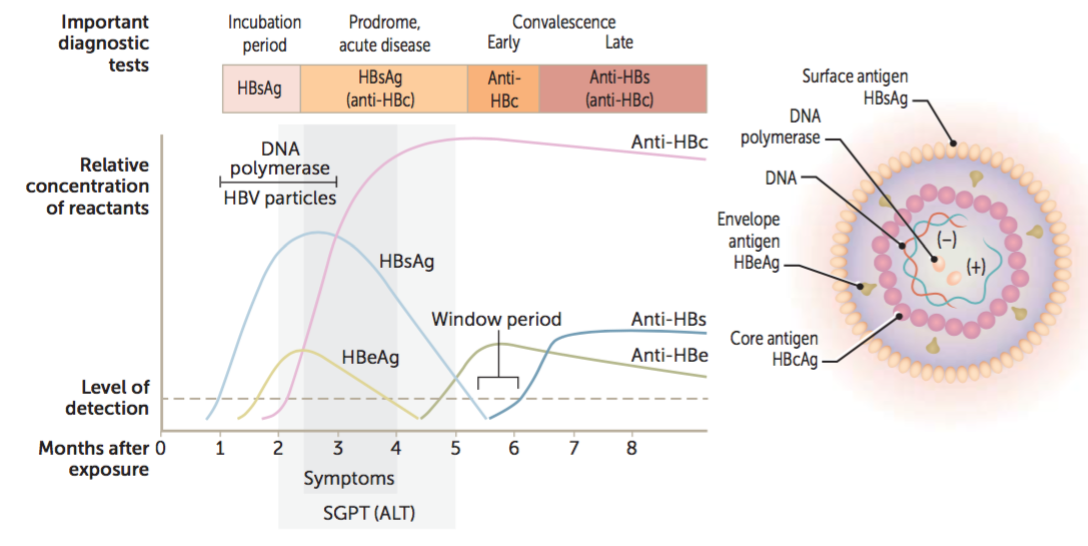 Important
diagnostic
tests
Incubation
period
Prodrome,
acute disease
Convalescence
Early
Late
HBsAg
HBsAg
(anti-HBc)
Anti-
HBc
Anti-HBs
(anti-HBc)
Relative
concentration
of reactants
DNA
polymerase
HBV particles
Anti-HBc
HBsAg
Window period
Anti-HBs
HBeAg
Anti-HBe
Level of
detection
Months after
exposure
0 1 2 3 4 5 6 7 8
Symptoms
SGPT (ALT)
Surface antigen
HBsAg
DNA
polymerase
DNA
Envelope
antigen
HBeAg
(−)
(+)
Core antigen
HBcAg